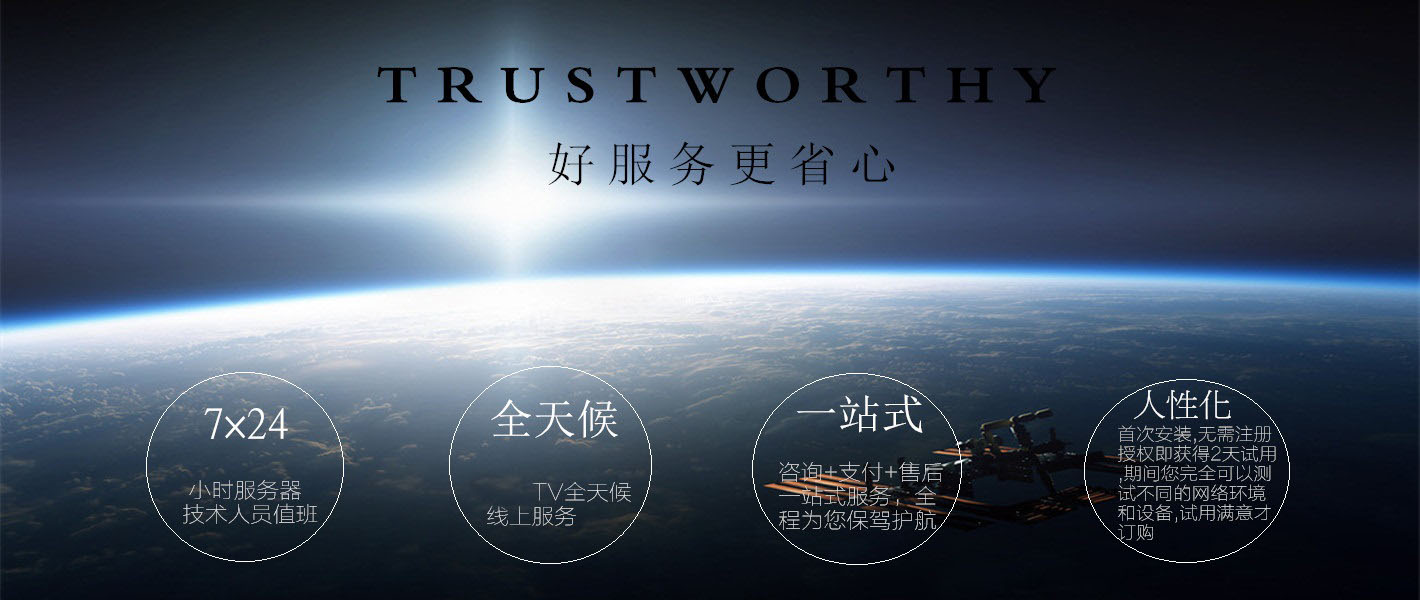 TRUSTWORTHY
好服务更省心
7x24
小时服务器
技术人员值班
全天候
TV全天候
线上服务
一站式
咨询+支付+售后
一站式服务，全
程为您保驾护航
人性化
首次安装,无需注册
授权即获得2天试用
,期间您完全可以测
试不同的网络环境
和设备,试用满意才
订购